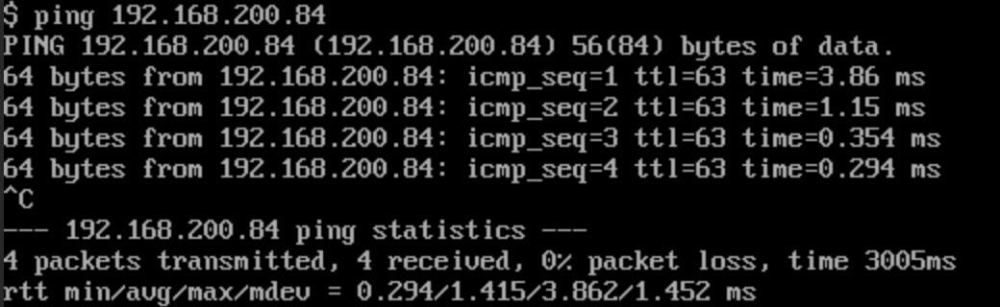 $ ping 192.168.200.84
PING 192.168.200.84 (192.168.200.84) 56(84) bytes of data.
64 bytes from 192.168.200.84: icmp_seq=1 ttl=63 time=3.86 ms
64 bytes from 192.168.200.84: icmp_seq=2 ttl=63 time=1.15 ms
64 bytes from 192.168.200.84: icmp_seq=3 ttl=63 time=0.354 ms
64 bytes from 192.168.200.84: icmp_seq=4 ttl=63 time=0.294 ms
^C
--- 192.168.200.84 ping statistics ---
4 packets transmitted, 4 received, 0% packet loss, time 3005ms
rtt min/avg/max/mdev = 0.294/1.415/3.862/1.452 ms